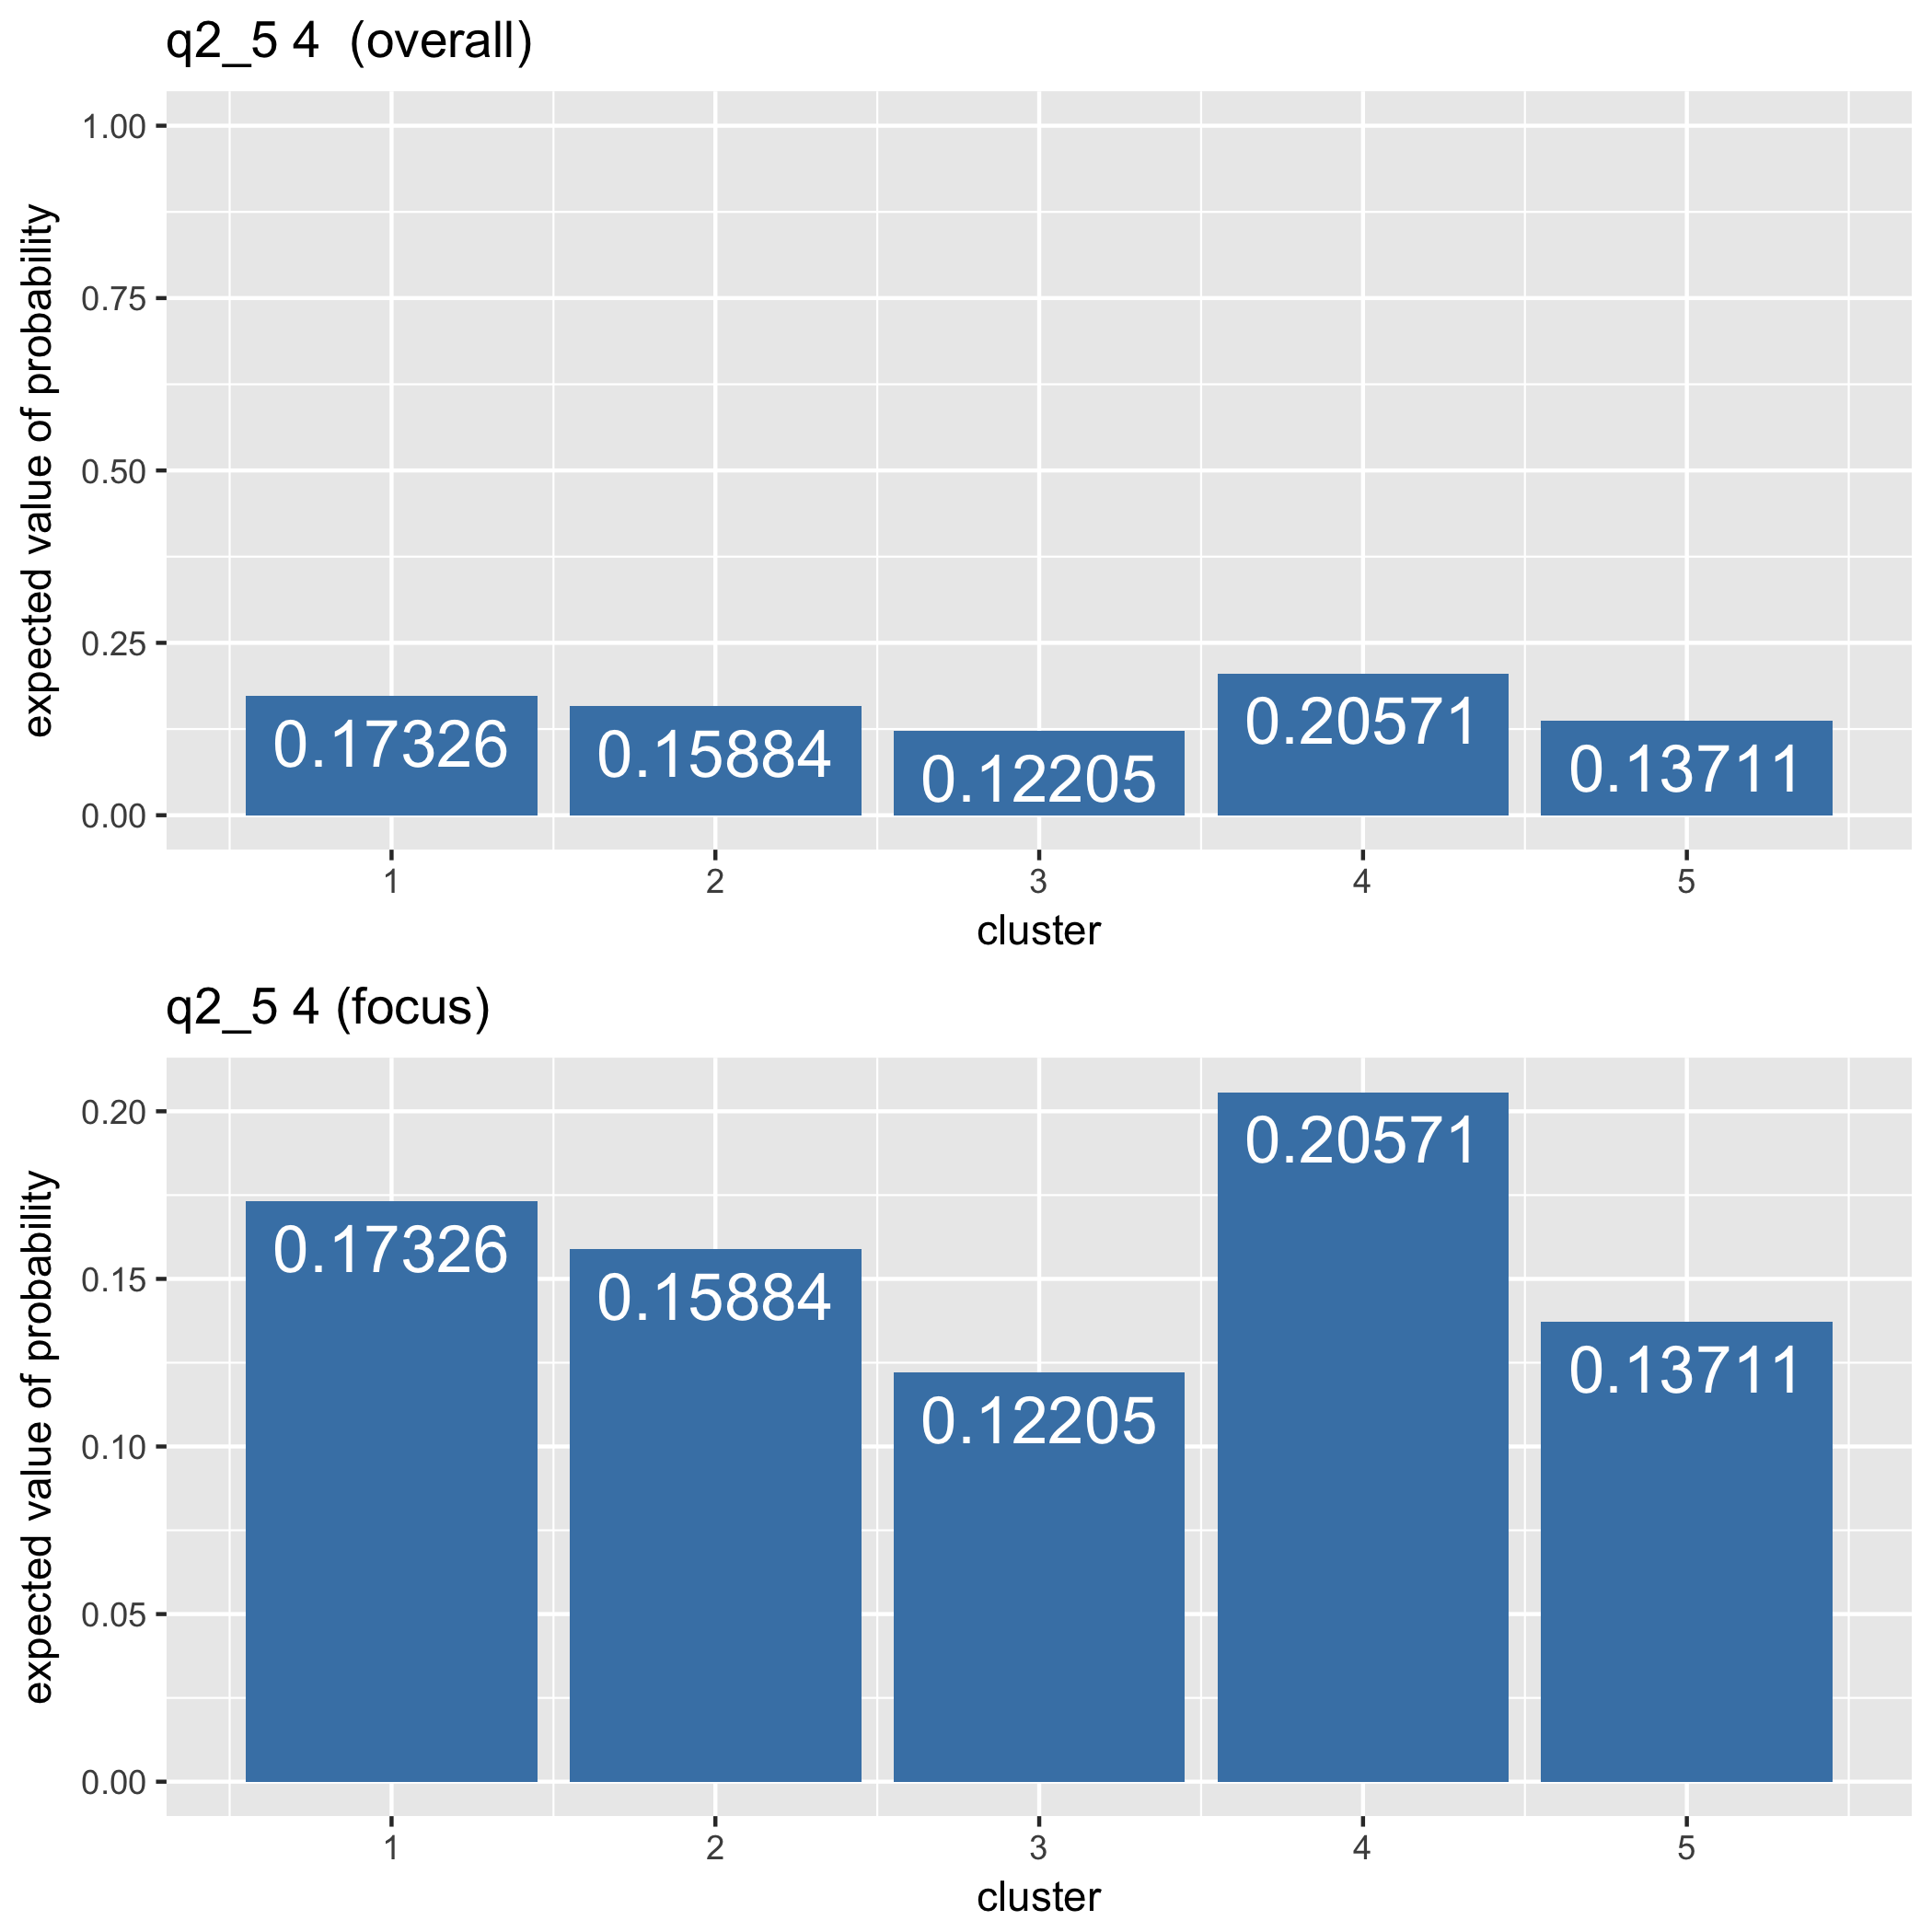 q2_5 4  (overall)
expected value of probability
1.00
0.75
0.50
0.25
0.00
0.17326
0.15884
0.12205
0.20571
0.13711
1 2 3 4 5
cluster
q2_5 4 (focus)
expected value of probability
0.20
0.15
0.10
0.05
0.00
0.17326
0.15884
0.12205
0.20571
0.13711
1 2 3 4 5
cluster